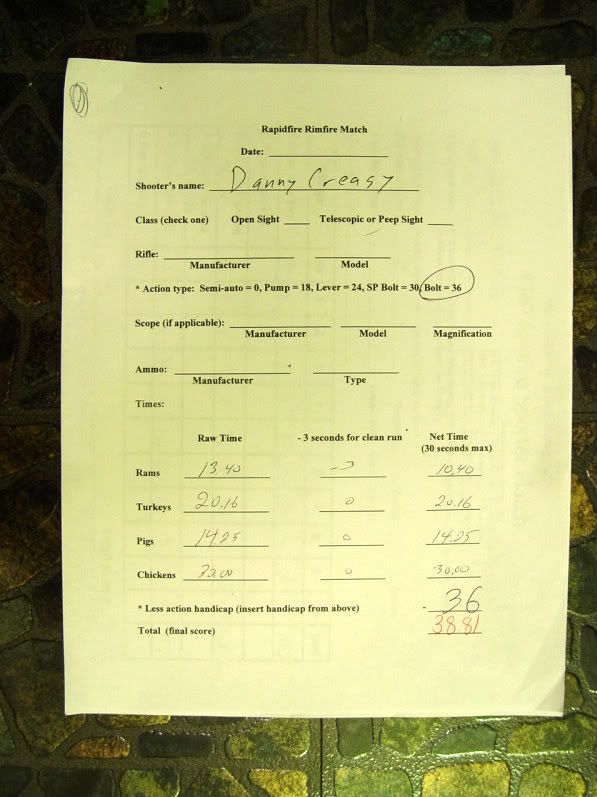 Rapidfire Rimfire Match
Date:
Shooter's name: Danny Creasy
Class (check one) Open Sight Telescopic or Peep Sight
Rifle:
Manufacturer Model
* Action type: Semi-auto = 0, Pump = 18, Lever = 24, SP Bolt = 30, Bolt = 36
Scope (if applicable):
Manufacturer Model Magnification
Ammo:
Manufacturer Type
Times:
Raw Time - 3 seconds for clean run Net Time
(30 seconds max)
Rams 13.40 -3 10.40
Turkeys 20.16 0 20.16
Pigs 14.25 0 14.25
Chickens 0 30.00
* Less action handicap (insert handicap from above) - 36
Total (final score) 38.81